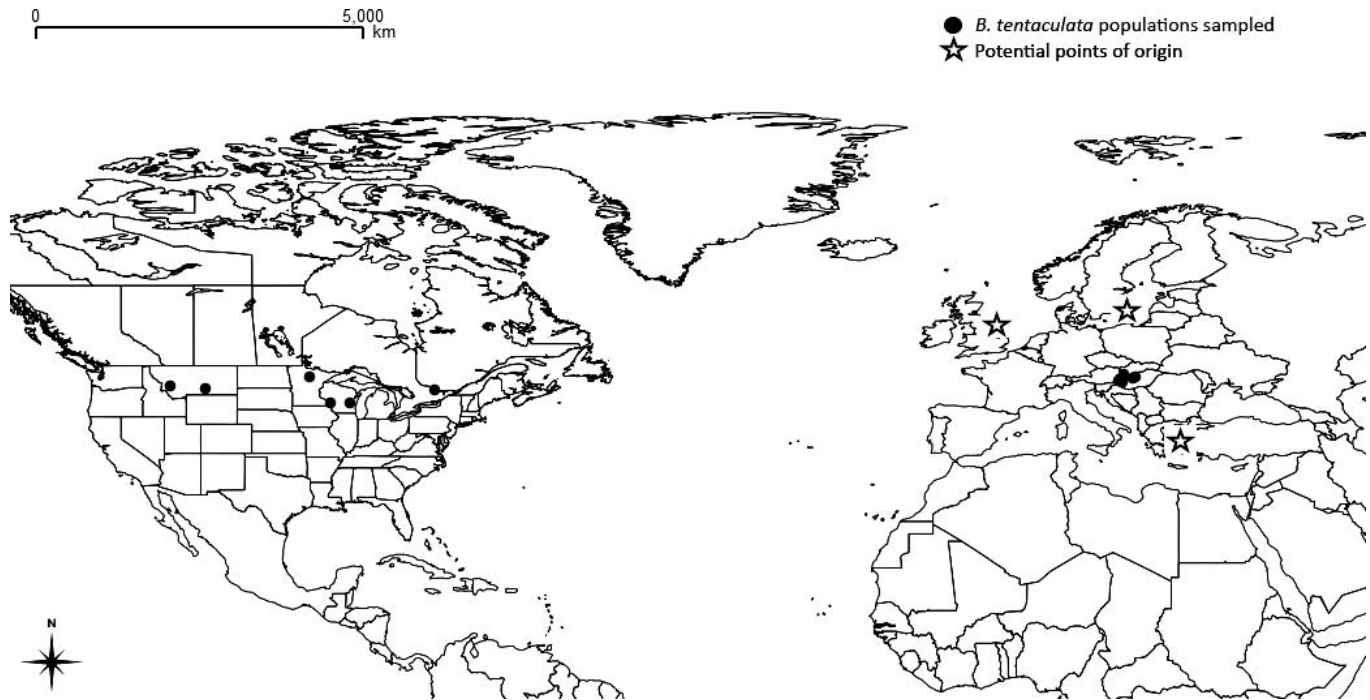 0 5,000
km
B. tentaculata populations sampled
Potential points of origin
N